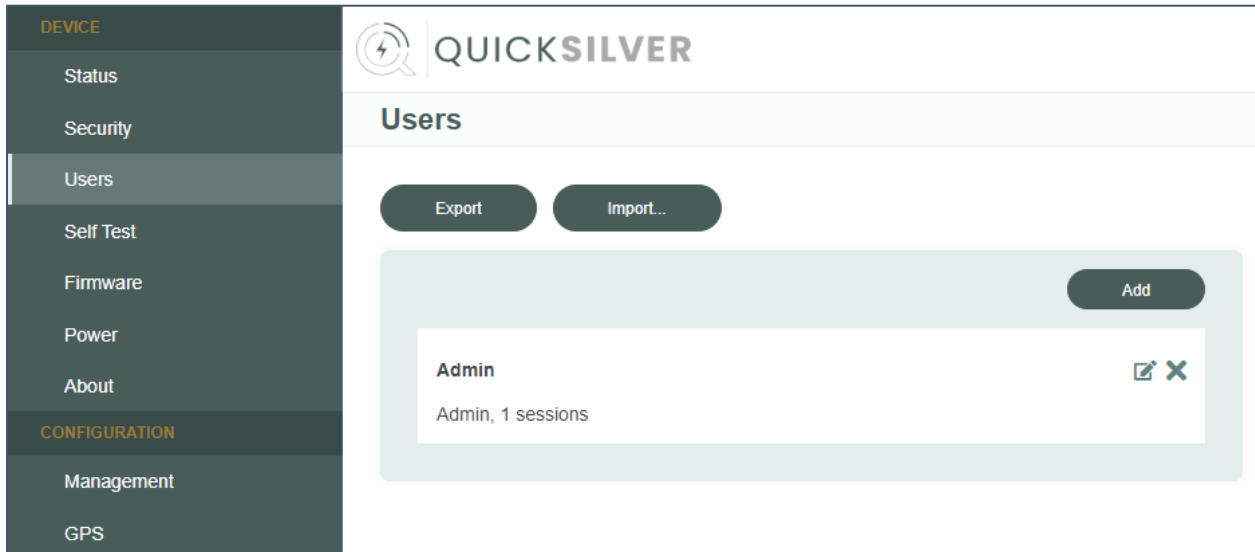 DEVICE
Status
Security
Users
Self Test
Firmware
Power
About
CONFIGURATION
Management
GPS
QUICKSILVER
Users
Export Import...
Add
Admin
Admin, 1 sessions